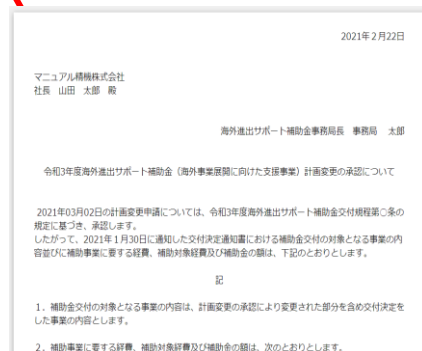 2021年2月22日
マニュアル精機株式会社
社長　山田　太郎　殿
海外進出サポート補助金事務局長　事務局　太郎
令和3年度海外進出サポート補助金（海外事業展開に向けた支援事業）計画変更の承認について
2021年03月02日の計画変更申請については、令和3年度海外進出サポート補助金交付規程第○条の
規定に基づき、承認します。
したがって、2021年1月30日に通知した交付決定通知書における補助金交付の対象となる事業の内
容並びに補助事業に要する経費、補助対象経費及び補助金の額は、下記のとおりとします。
記
1．補助金交付の対象となる事業の内容は、計画変更の承認により変更された部分を含め交付決定を
した事業の内容とします。
2．補助事業に要する経費、補助対象経費及び補助金の額は、次のとおりとします。